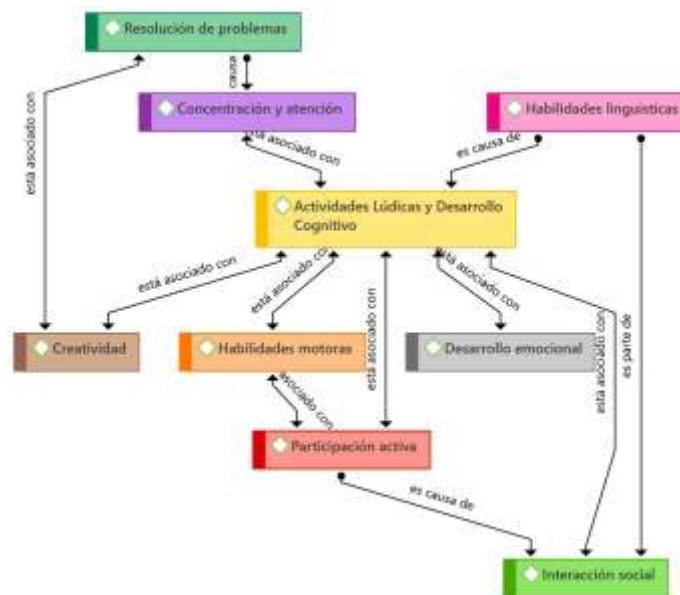 Resolución de problemas
causa
está asociado con
Concentración y atención
Habilidades linguisticas
está asociado con
es causa de
Actividades Lúdicas y Desarrollo
Cognitivo
está asociado con
está asociado con
está asociado con
está asociado con
está asociado con
es parte de
Creatividad
Habilidades motoras
Desarrollo emocional
asociado con
Participación activa
es causa de
Interacción social